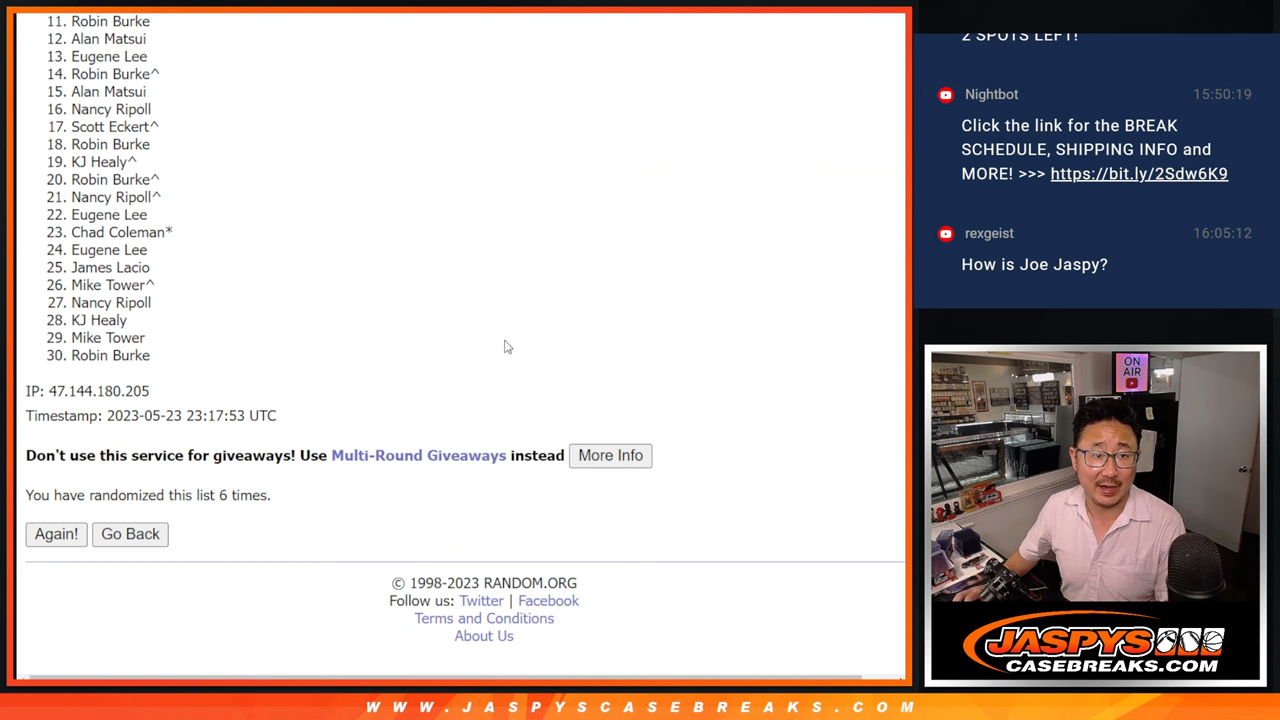 11. Robin Burke
12. Alan Matsui
13. Eugene Lee
14. Robin Burke^
15. Alan Matsui
16. Nancy Ripoll
17. Scott Eckert^
18. Robin Burke
19. KJ Healy^
20. Robin Burke^
21. Nancy Ripoll^
22. Eugene Lee
23. Chad Coleman*
24. Eugene Lee
25. James Lacio
26. Mike Tower^
27. Nancy Ripoll
28. KJ Healy
29. Mike Tower
30. Robin Burke
IP: 47.144.180.205
Timestamp: 2023-05-23 23:17:53 UTC
Don't use this service for giveaways! Use Multi-Round Giveaways instead More Info
You have randomized this list 6 times.
Again! Go Back
© 1998-2023 RANDOM.ORG
Follow us: Twitter | Facebook
Terms and Conditions
About Us
2 SPOTS LEFT!
Nightbot 15:50:19
Click the link for the BREAK
SCHEDULE, SHIPPING INFO and
MORE! >>> https://bit.ly/2Sdw6K9
rexgeist 16:05:12
How is Joe Jaspy?
ON
AIR
JASPYS
CASEBREAKS.COM
WWW.JASPYSCASEBREAKS.COM